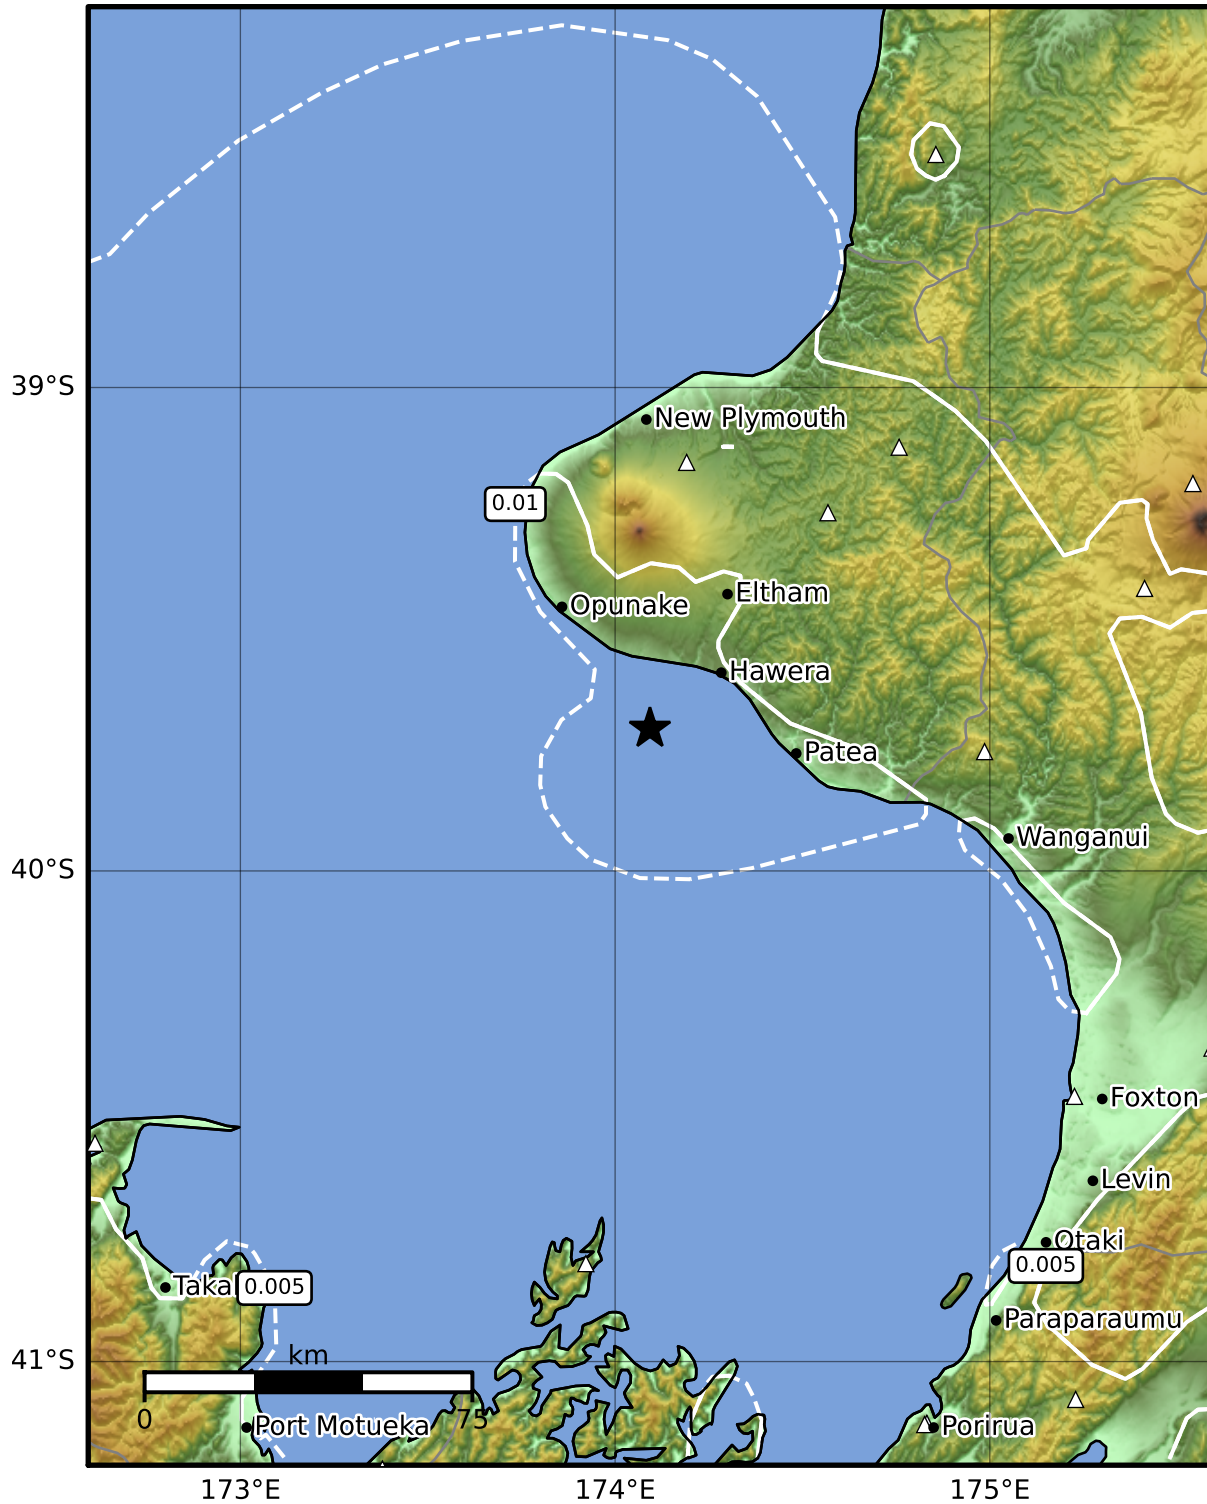 39°S
New Plymouth
0.01
Eltham
Opunake
Hawera
Patea
Wanganui
40°S
Foxton
Levin
Otaki
0.005
Taka
0.005
Paraparaumu
41°S
km
0
75
Port Motueka
Porirua
173°E
174°E
175°E